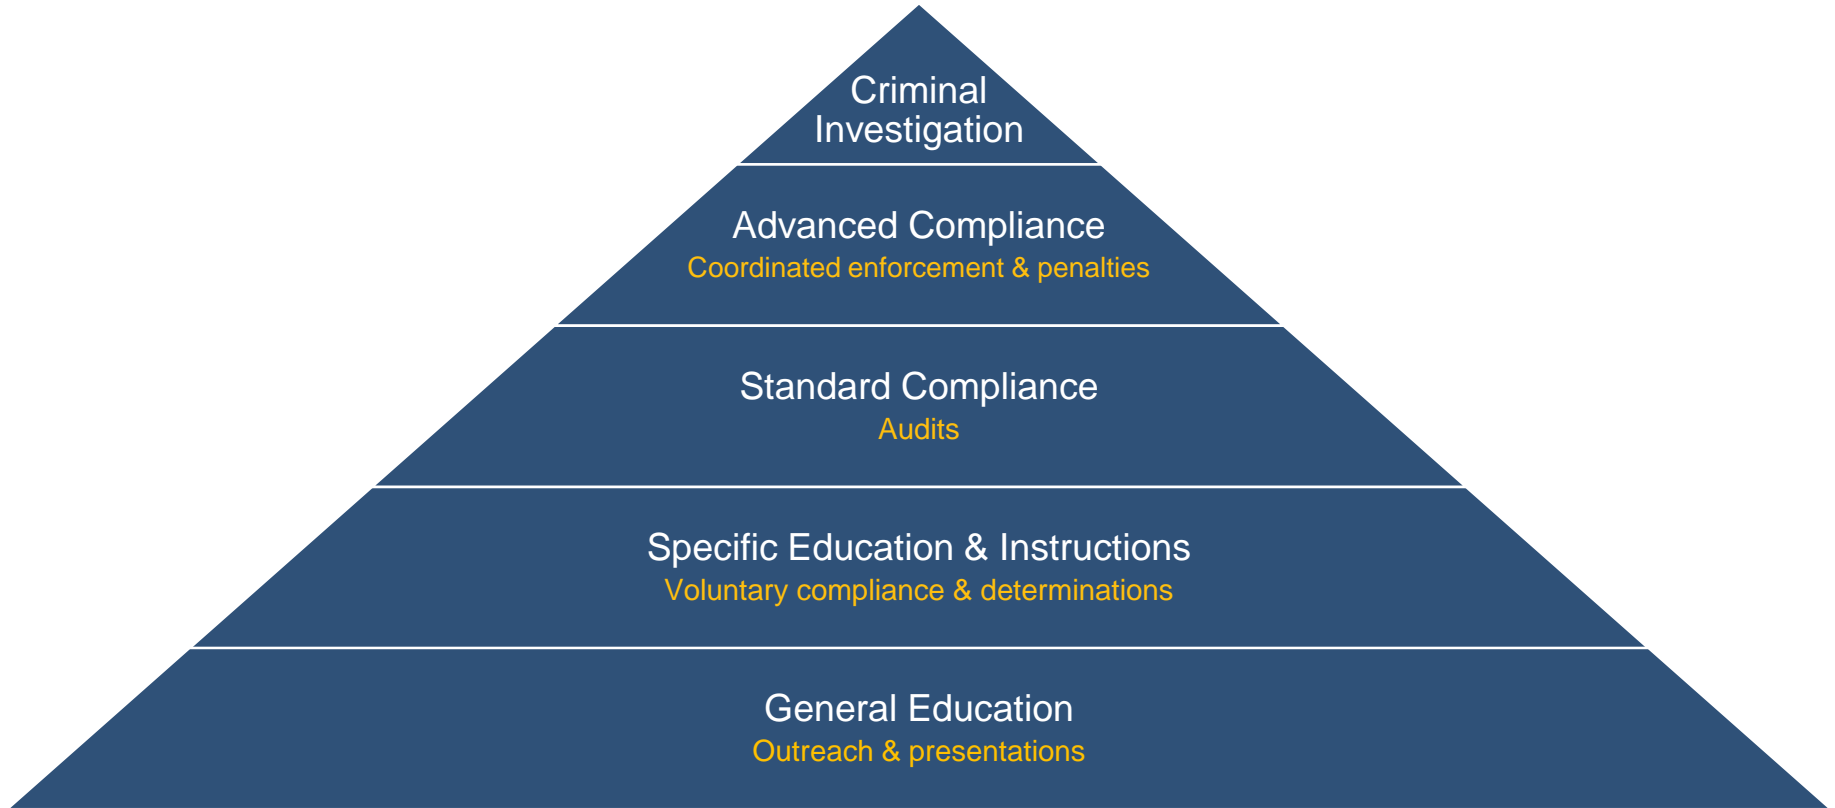 Criminal
Investigation
Advanced Compliance
Coordinated enforcement & penalties
Standard Compliance
Audits
Specific Education & Instructions
Voluntary compliance & determinations
General Education
Outreach & presentations